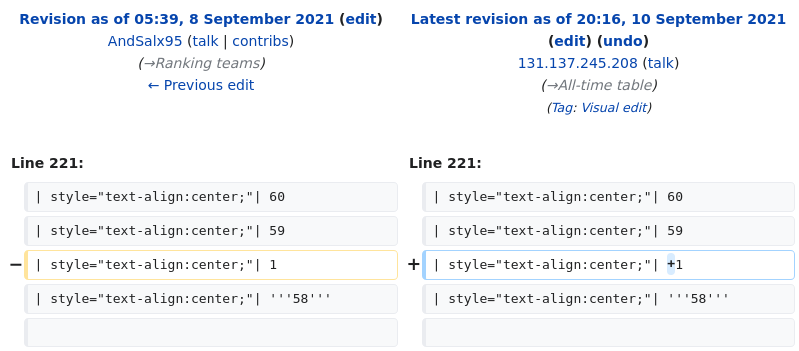 Revision as of 05:39, 8 September 2021 (edit)
AndSalx95 (talk | contribs)
(→Ranking teams)
← Previous edit
Latest revision as of 20:16, 10 September 2021
(edit) (undo)
131.137.245.208 (talk)
(→All-time table)
(Tag: Visual edit)
Line 221:
Line 221:
| style="text-align:center;"| 60
| style="text-align:center;"| 60
| style="text-align:center;"| 59
| style="text-align:center;"| 59
− | style="text-align:center;"| 1
+ | style="text-align:center;"| +1
| style="text-align:center;"| '''58'''
| style="text-align:center;"| '''58'''